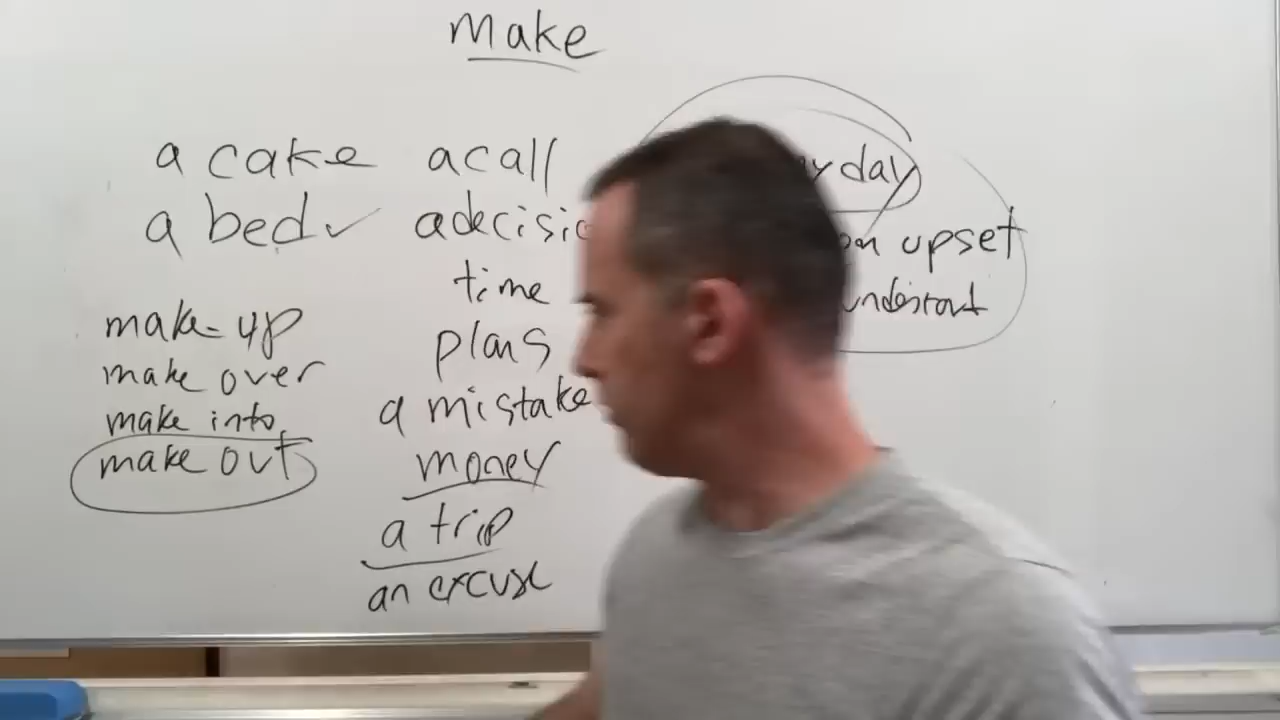 make
a cake
a bed ✓
make-up
make over
make into
make out
a call
a decisio
time
plans
a mistake
money
a trip
an excuse
y day
upset